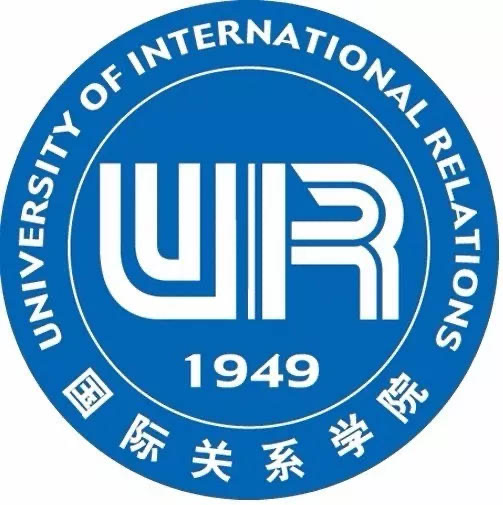 UNIVERSITY OF INTERNATIONAL RELATIONS
UIR
1949
国际关系学院